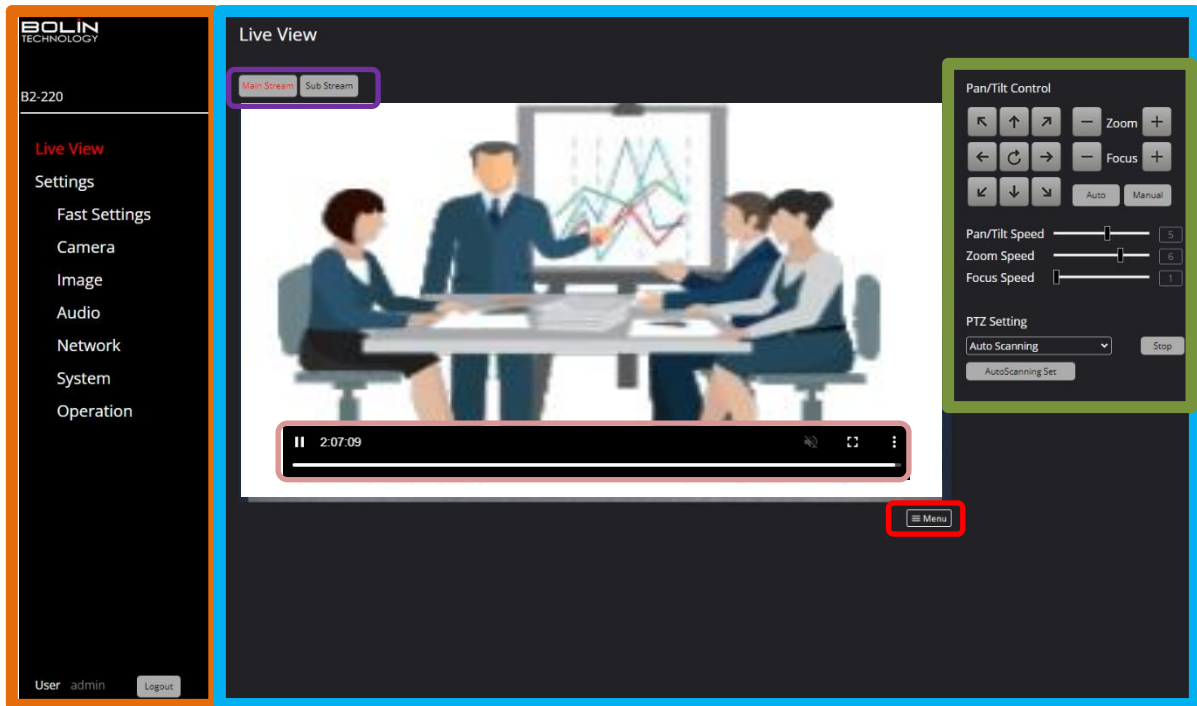 BOLIN
TECHNOLOGY
B2-220
Live View
Settings
Fast Settings
Camera
Image
Audio
Network
System
Operation
User admin Logout
Live View
Main Stream Sub Stream
2:07:09
Menu
Pan/Tilt Control
Zoom
Focus
Auto Manual
Pan/Tilt Speed 5
Zoom Speed 6
Focus Speed 1
PTZ Setting
Auto Scanning Stop
AutoScanning Set